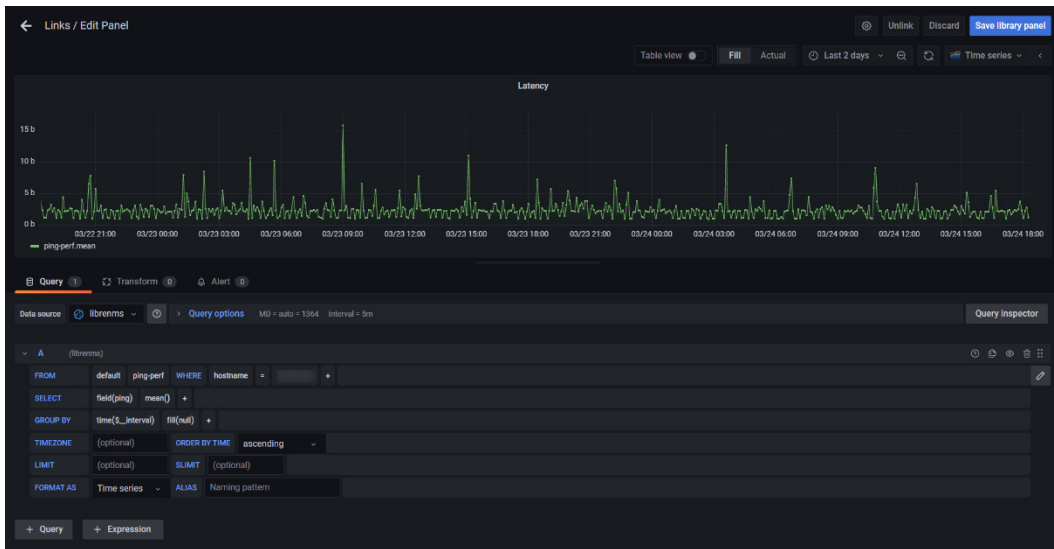 Links / Edit Panel Unlink Discard Save library panel
Table view Fill Actual Last 2 days Time series
Latency
15 b
10 b
5 b
0 b
03/22 21:00 03/23 00:00 03/23 03:00 03/23 06:00 03/23 09:00 03/23 12:00 03/23 15:00 03/23 18:00 03/23 21:00 03/24 00:00 03/24 03:00 03/24 06:00 03/24 09:00 03/24 12:00 03/24 15:00 03/24 18:00
ping-perf.mean
Query 1 Transform 0 Alert 0
Data source librenms > Query options MD = auto = 1364 Interval = 5m Query inspector
A (librenms)
FROM default ping-perf WHERE hostname = +
SELECT field(ping) mean() +
GROUP BY time($__interval) fill(null) +
TIMEZONE (optional) ORDER BY TIME ascending
LIMIT (optional) SLIMIT (optional)
FORMAT AS Time series ALIAS Naming pattern
+ Query + Expression